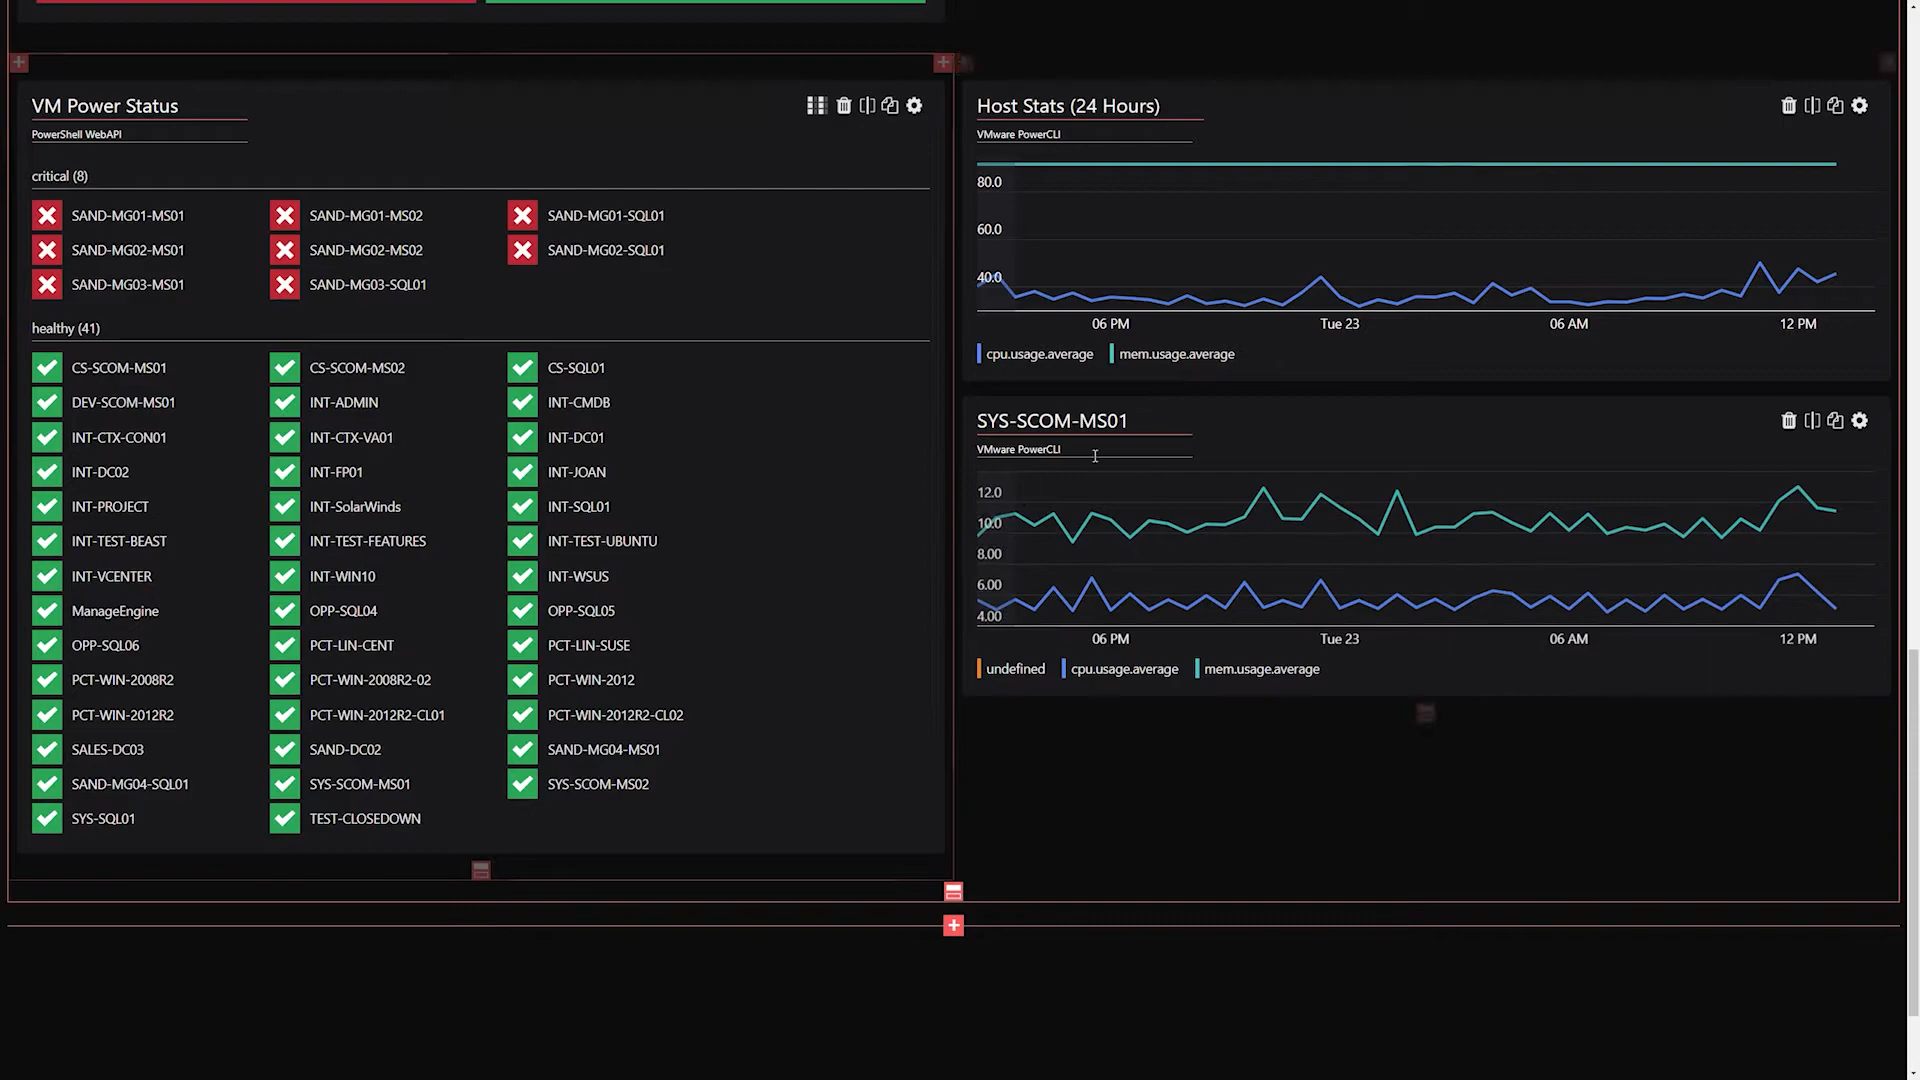 VM Power Status
PowerShell WebAPI
critical (8)
SAND-MG01-MS01 SAND-MG01-MS02 SAND-MG01-SQL01
SAND-MG02-MS01 SAND-MG02-MS02 SAND-MG02-SQL01
SAND-MG03-MS01 SAND-MG03-SQL01
healthy (41)
CS-SCOM-MS01 CS-SCOM-MS02 CS-SQL01
DEV-SCOM-MS01 INT-ADMIN INT-CMDB
INT-CTX-CON01 INT-CTX-VA01 INT-DC01
INT-DC02 INT-FP01 INT-JOAN
INT-PROJECT INT-SolarWinds INT-SQL01
INT-TEST-BEAST INT-TEST-FEATURES INT-TEST-UBUNTU
INT-VCENTER INT-WIN10 INT-WSUS
ManageEngine OPP-SQL04 OPP-SQL05
OPP-SQL06 PCT-LIN-CENT PCT-LIN-SUSE
PCT-WIN-2008R2 PCT-WIN-2008R2-02 PCT-WIN-2012
PCT-WIN-2012R2 PCT-WIN-2012R2-CL01 PCT-WIN-2012R2-CL02
SALES-DC03 SAND-DC02 SAND-MG04-MS01
SAND-MG04-SQL01 SYS-SCOM-MS01 SYS-SCOM-MS02
SYS-SQL01 TEST-CLOSEDOWN
Host Stats (24 Hours)
VMware PowerCLI
80.0
60.0
40.0
06 PM Tue 23 06 AM 12 PM
cpu.usage.average mem.usage.average
SYS-SCOM-MS01
VMware PowerCLI
12.0
10.0
8.00
6.00
4.00
06 PM Tue 23 06 AM 12 PM
undefined cpu.usage.average mem.usage.average